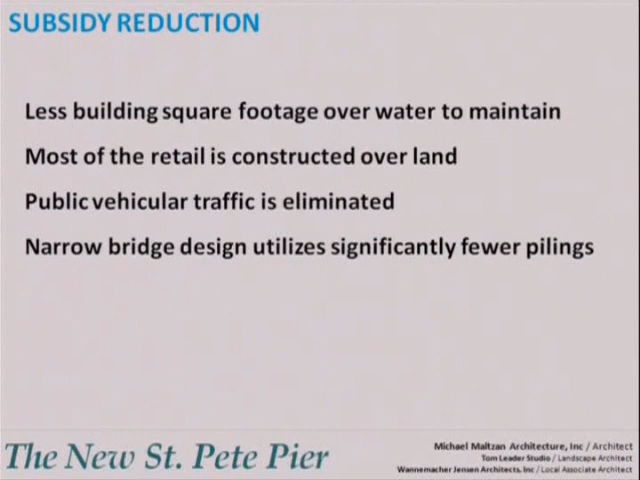 SUBSIDY REDUCTION
Less building square footage over water to maintain
Most of the retail is constructed over land
Public vehicular traffic is eliminated
Narrow bridge design utilizes significantly fewer pilings
The New St. Pete Pier
Michael Maltzan Architecture, Inc / Architect
Tom Leader Studio / Landscape Architect
Wannemacher Jensen Architects, Inc / Local Associate Architect